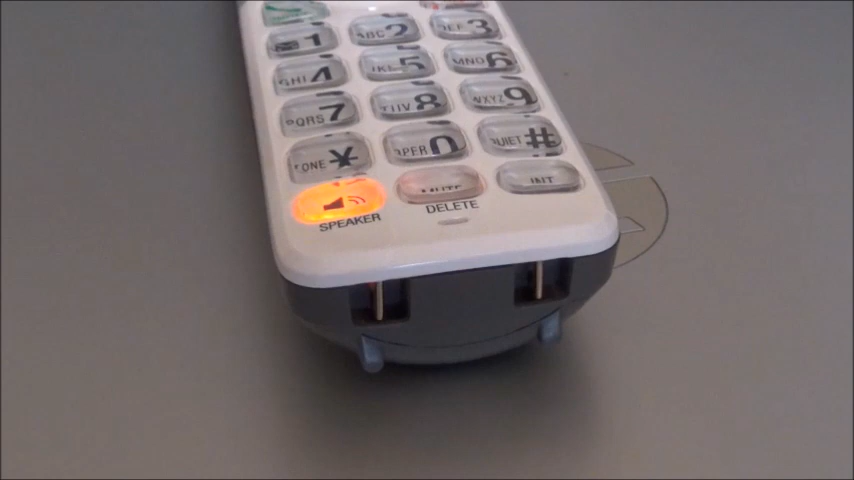 1 ABC 2 DEF 3
GHI 4 JKL 5 MNO 6
PQRS 7 TUV 8 WXYZ 9
TONE * OPER 0 QUIET #
MUTE INT
SPEAKER DELETE